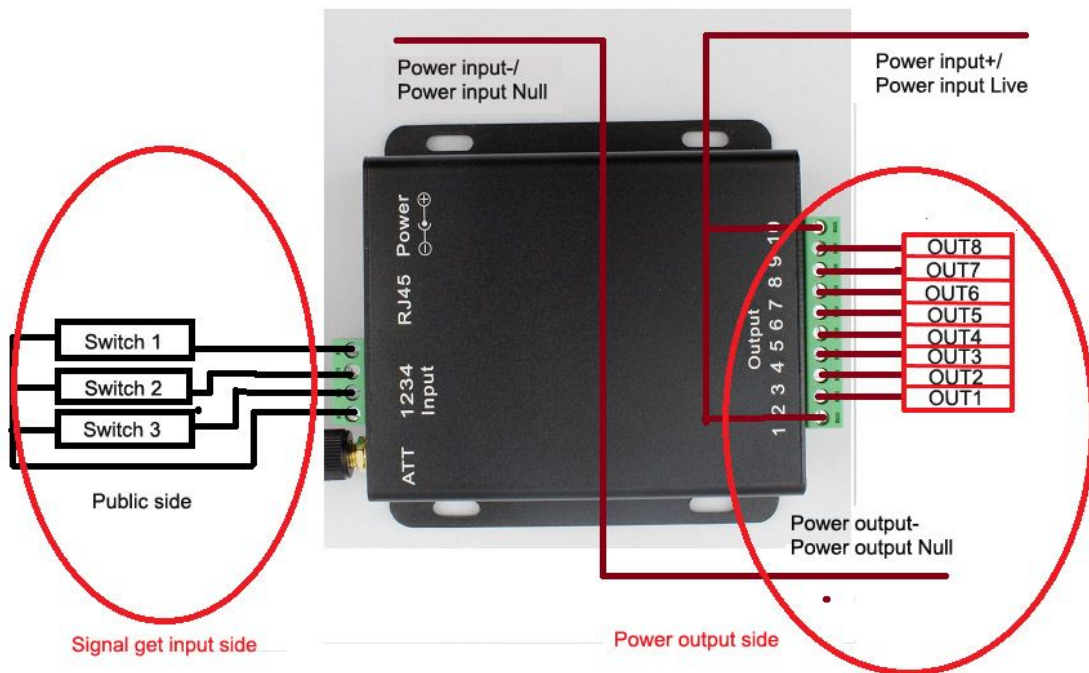 Power input-/
Power input Null
Power input+/
Power input Live
Power
RJ45
1234
Input
ATT
Output
1 2 3 4 5 6 7 8 9 10
OUT8
OUT7
OUT6
OUT5
OUT4
OUT3
OUT2
OUT1
Switch 1
Switch 2
Switch 3
Public side
Power output-
Power output Null
Signal get input side
Power output side